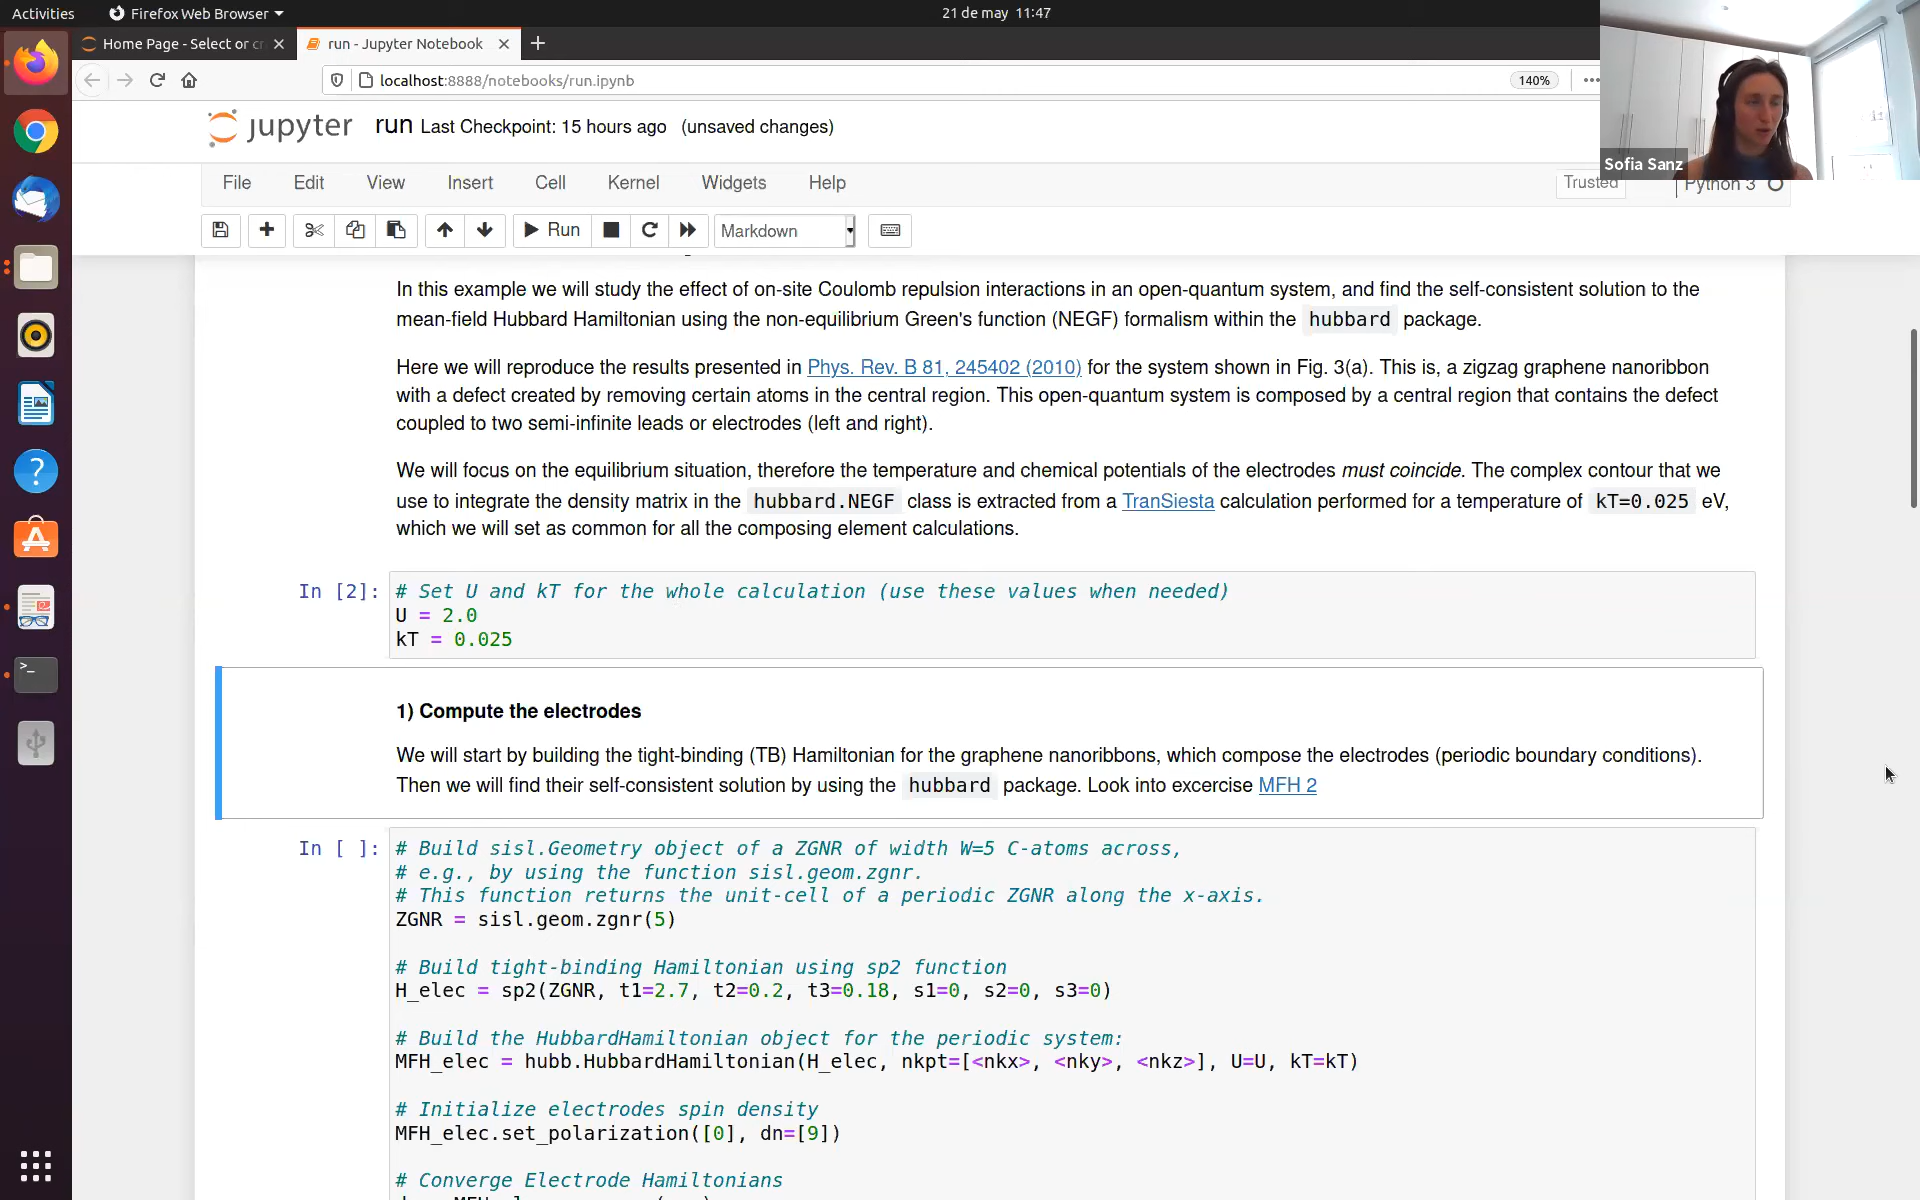 Activities
Firefox Web Browser
21 de may 11:47
Home Page - Select or c
run - Jupyter Notebook
localhost:8888/notebooks/run.ipynb
140%
jupyter run Last Checkpoint: 15 hours ago (unsaved changes)
Sofia Sanz
File Edit View Insert Cell Kernel Widgets Help
Trusted
Python 3
Run
Markdown
In this example we will study the effect of on-site Coulomb repulsion interactions in an open-quantum system, and find the self-consistent solution to the
mean-field Hubbard Hamiltonian using the non-equilibrium Green's function (NEGF) formalism within the hubbard package.
Here we will reproduce the results presented in Phys. Rev. B 81, 245402 (2010) for the system shown in Fig. 3(a). This is, a zigzag graphene nanoribbon
with a defect created by removing certain atoms in the central region. This open-quantum system is composed by a central region that contains the defect
coupled to two semi-infinite leads or electrodes (left and right).
We will focus on the equilibrium situation, therefore the temperature and chemical potentials of the electrodes must coincide. The complex contour that we
use to integrate the density matrix in the hubbard.NEGF class is extracted from a TranSiesta calculation performed for a temperature of kT=0.025 eV,
which we will set as common for all the composing element calculations.
In [2]:
# Set U and kT for the whole calculation (use these values when needed)
U = 2.0
kT = 0.025
1) Compute the electrodes
We will start by building the tight-binding (TB) Hamiltonian for the graphene nanoribbons, which compose the electrodes (periodic boundary conditions).
Then we will find their self-consistent solution by using the hubbard package. Look into excercise MFH 2
In [ ]:
# Build sisl.Geometry object of a ZGNR of width W=5 C-atoms across,
# e.g., by using the function sisl.geom.zgnr.
# This function returns the unit-cell of a periodic ZGNR along the x-axis.
ZGNR = sisl.geom.zgnr(5)
# Build tight-binding Hamiltonian using sp2 function
H_elec = sp2(ZGNR, t1=2.7, t2=0.2, t3=0.18, s1=0, s2=0, s3=0)
# Build the HubbardHamiltonian object for the periodic system:
MFH_elec = hubb.HubbardHamiltonian(H_elec, nkpt=[<nkx>, <nky>, <nkz>], U=U, kT=kT)
# Initialize electrodes spin density
MFH_elec.set_polarization([0], dn=[9])
# Converge Electrode Hamiltonians